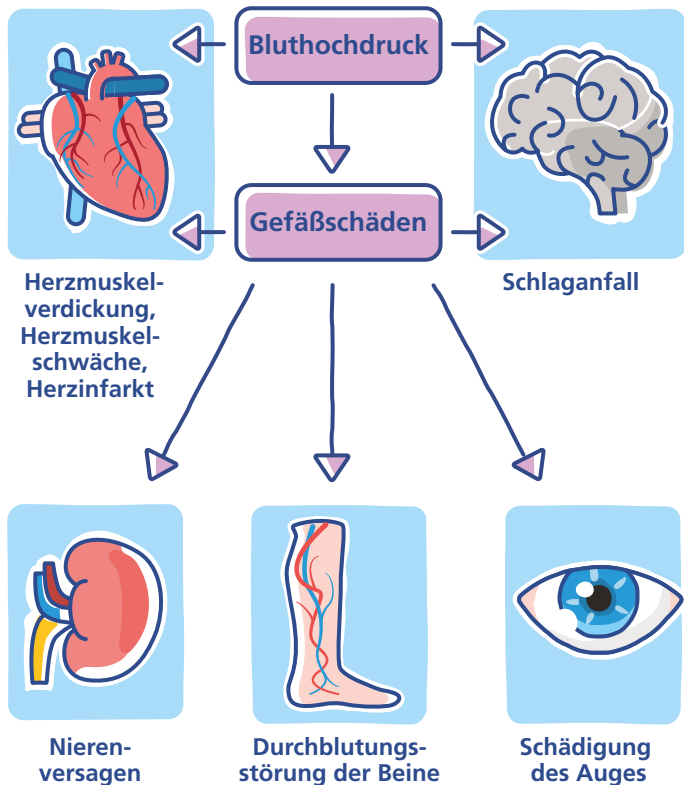 Bluthochdruck
Gefäßschäden
Herzmuskel-
verdickung,
Herzmuskel-
schwäche,
Herzinfarkt
Schlaganfall
Nieren-
versagen
Durchblutungs-
störung der Beine
Schädigung
des Auges